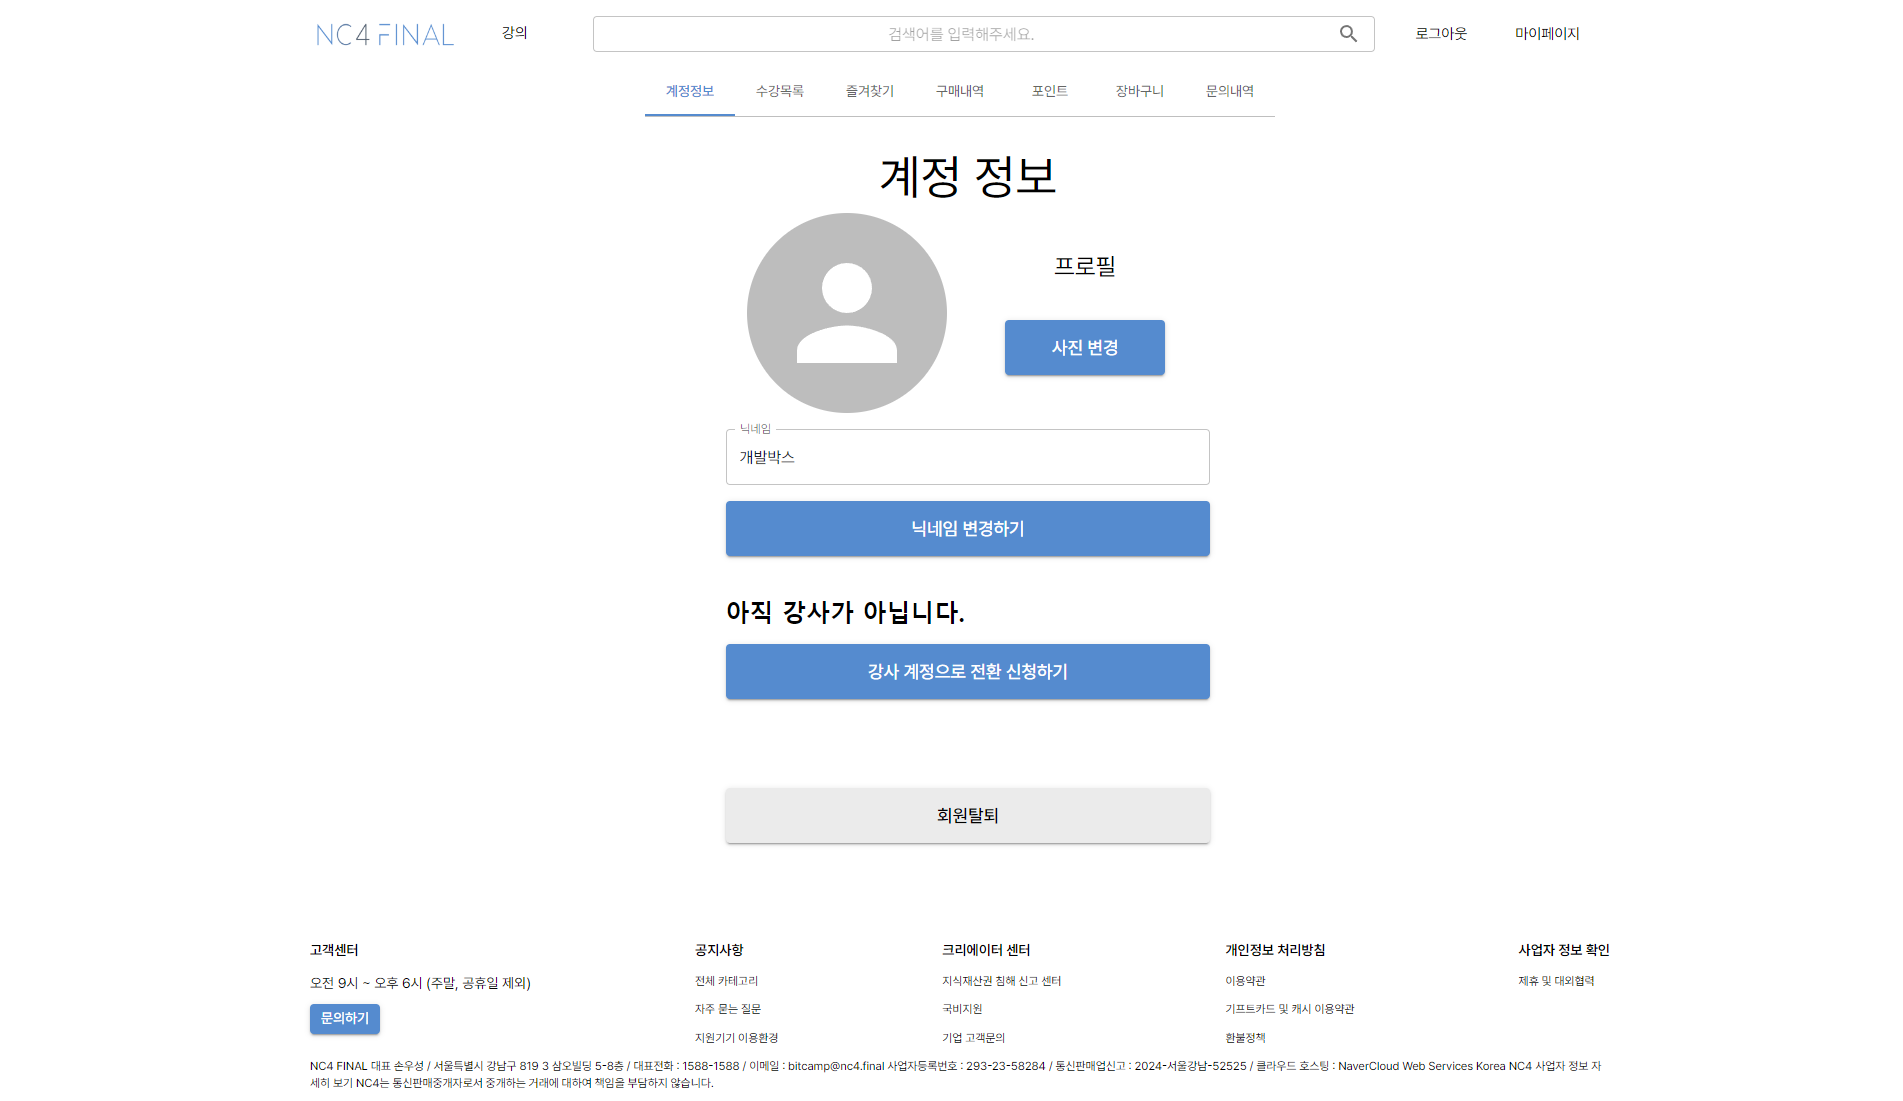 NC4 FINAL
강의
검색어를 입력해주세요.
로그아웃
마이페이지
계정정보
수강목록
즐겨찾기
구매내역
포인트
장바구니
문의내역
계정 정보
프로필
사진 변경
닉네임
개발박스
닉네임 변경하기
아직 강사가 아닙니다.
강사 계정으로 전환 신청하기
회원탈퇴
고객센터
오전 9시 ~ 오후 6시 (주말, 공휴일 제외)
문의하기
공지사항
전체 카테고리
자주 묻는 질문
지원기기 이용환경
크리에이터 센터
지식재산권 침해 신고 센터
국비지원
기업 고객문의
개인정보 처리방침
이용약관
기프트카드 및 캐시 이용약관
환불정책
사업자 정보 확인
제휴 및 대외협력
NC4 FINAL 대표 손우성 / 서울특별시 강남구 819 3 삼오빌딩 5-8층 / 대표전화 : 1588-1588 / 이메일 : bitcamp@nc4.final 사업자등록번호 : 293-23-58284 / 통신판매업신고 : 2024-서울강남-52525 / 클라우드 호스팅 : NaverCloud Web Services Korea NC4 사업자 정보 자
세히 보기 NC4는 통신판매중개자로서 중개하는 거래에 대하여 책임을 부담하지 않습니다.